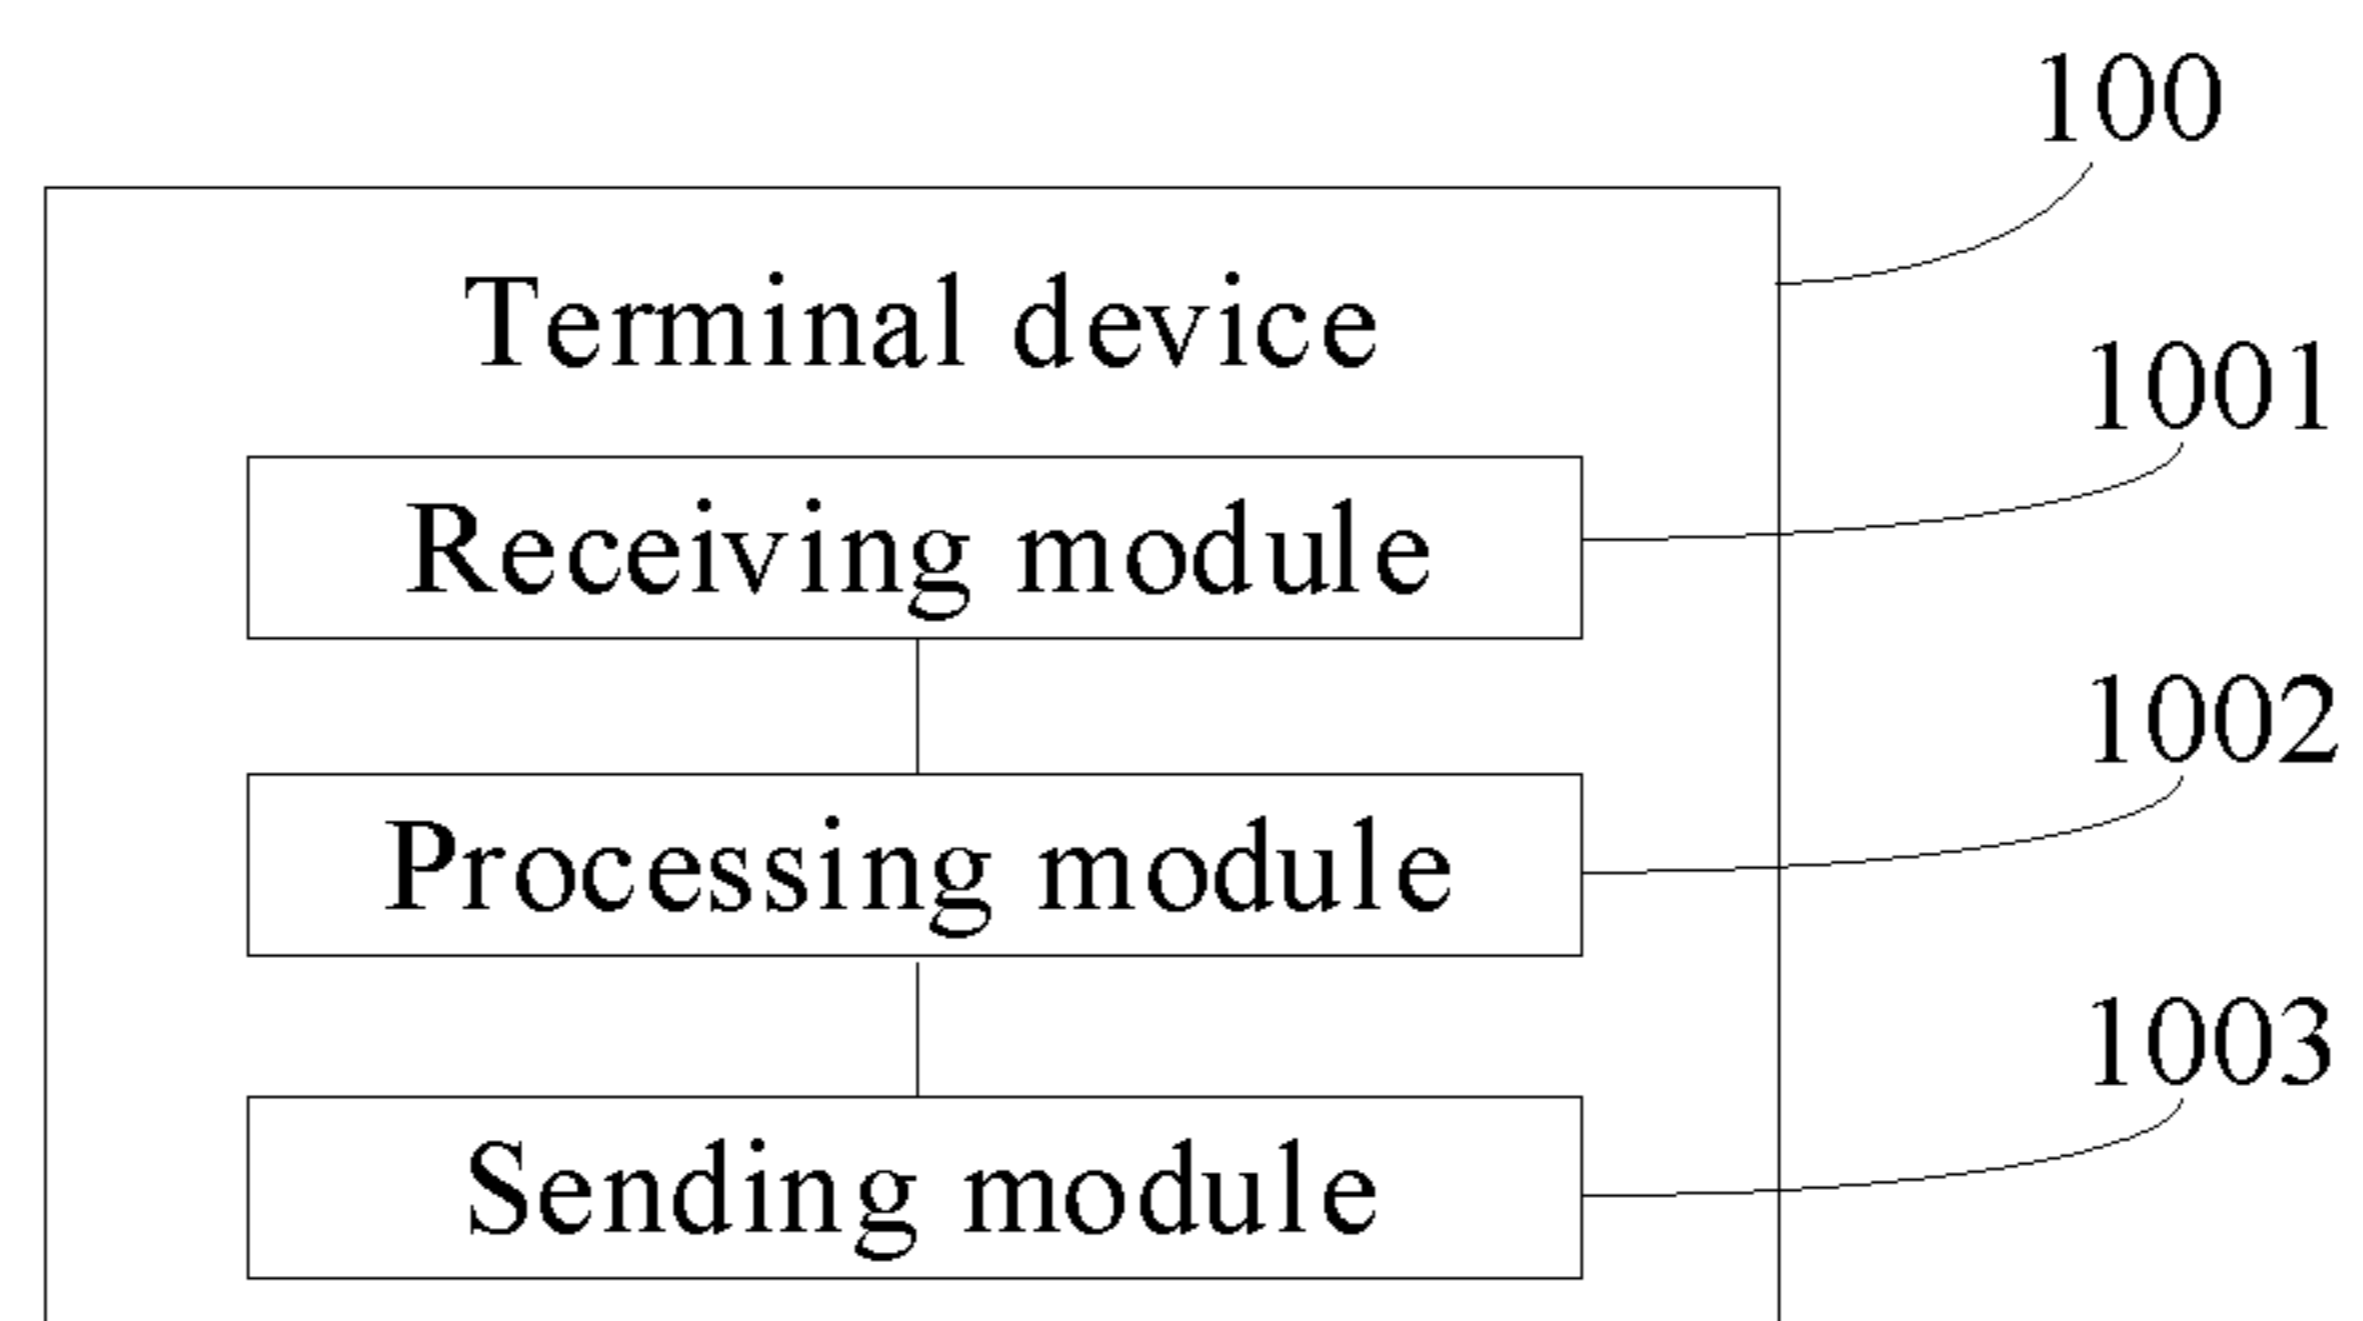 100
Terminal device
1001
Receiving module
1002
Processing module
1003
Sending module